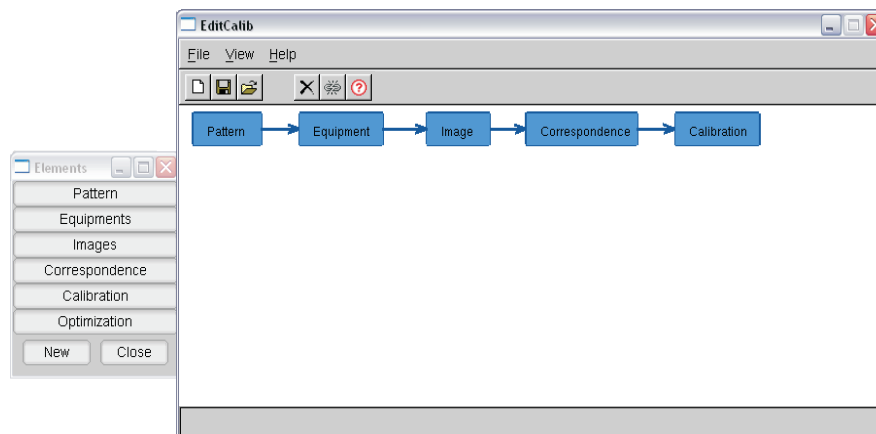 EditCalib
File View Help
Pattern Equipment Image Correspondence Calibration
Elements
Pattern
Equipments
Images
Correspondence
Calibration
Optimization
New Close